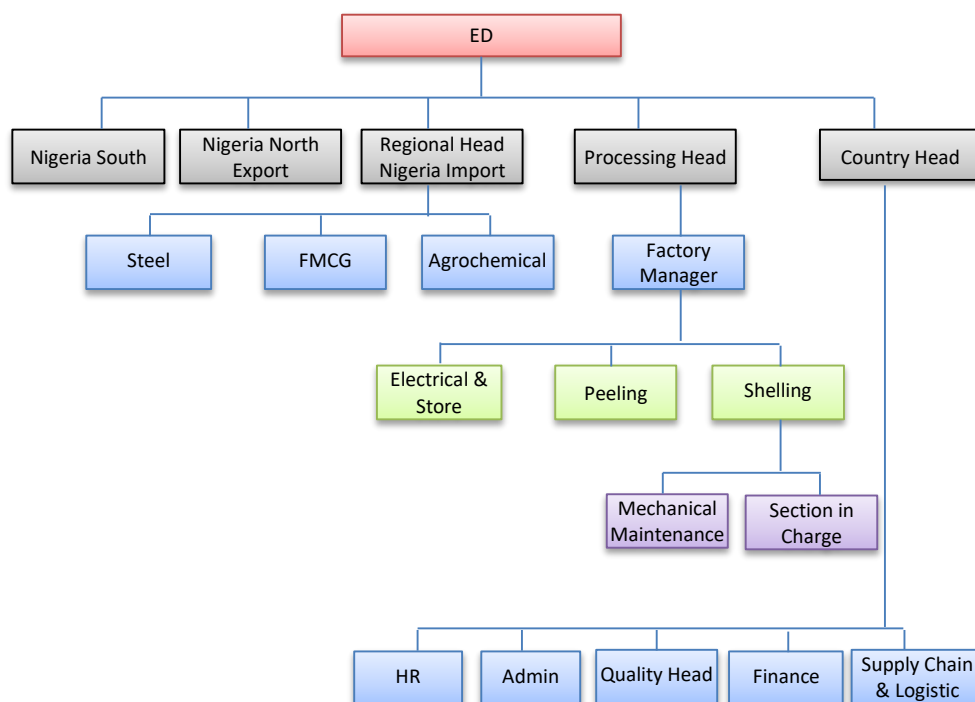 ED
Nigeria South
Nigeria North
Export
Regional Head
Nigeria Import
Processing Head
Country Head
Steel
FMCG
Agrochemical
Factory
Manager
Electrical &
Store
Peeling
Shelling
Mechanical
Maintenance
Section in
Charge
HR
Admin
Quality Head
Finance
Supply Chain
& Logistic